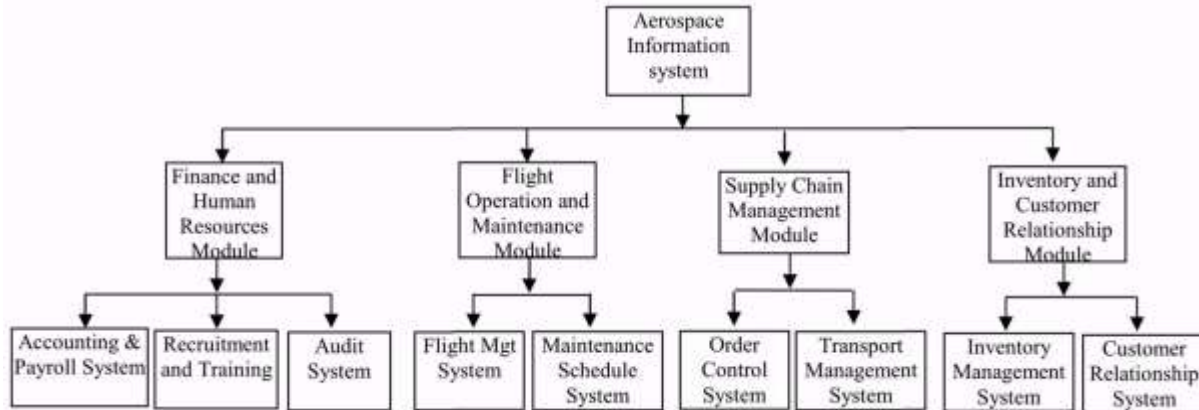 Aerospace
Information
system
Finance and
Human
Resources
Module
Flight
Operation and
Maintenance
Module
Supply Chain
Management
Module
Inventory and
Customer
Relationship
Module
Accounting &
Payroll System
Recruitment
and Training
Audit
System
Flight Mgt
System
Maintenance
Schedule
System
Order
Control
System
Transport
Management
System
Inventory
Management
System
Customer
Relationship
System